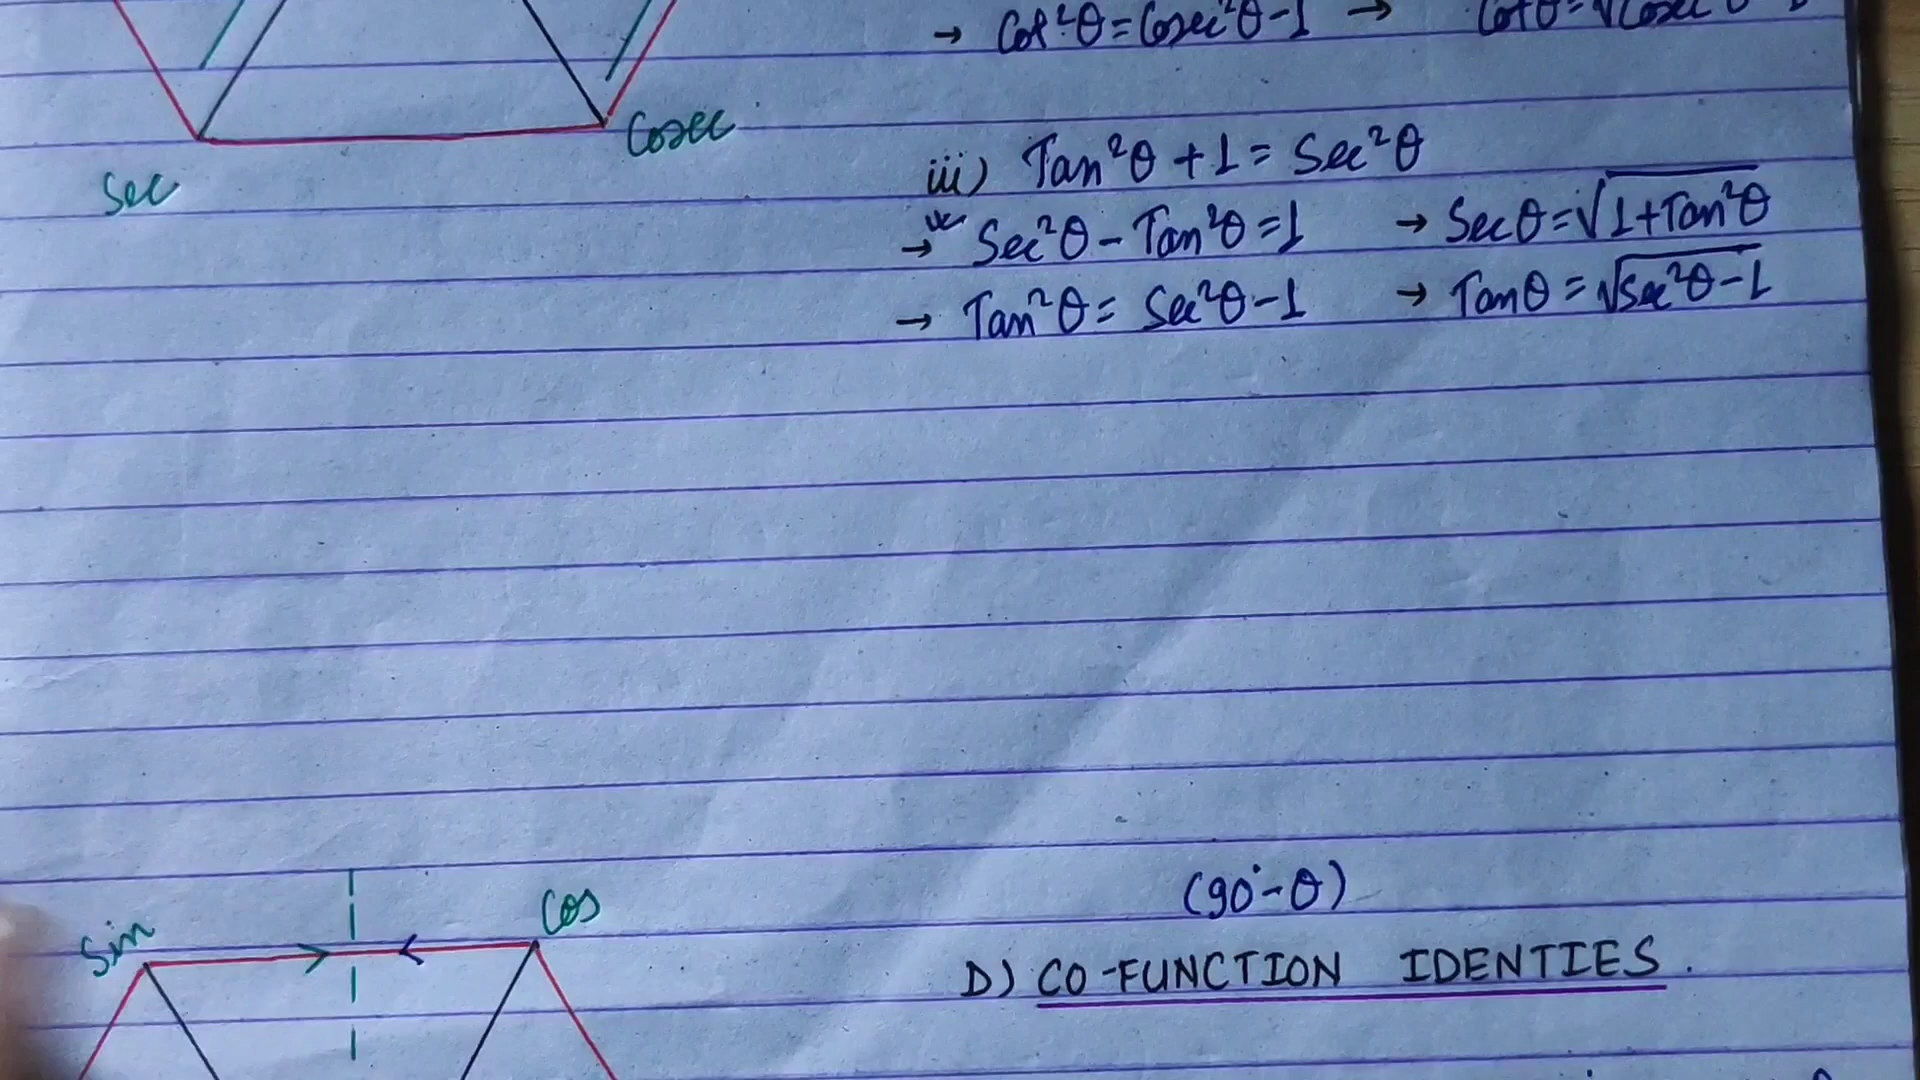 → Cot²θ = Cosec²θ - 1 →
Cosec
Sec
iii) Tan²θ + 1 = Sec²θ
→ Sec²θ - Tan²θ = 1 → Secθ = √1+Tan²θ
→ Tan²θ = Sec²θ - 1 → Tanθ = √Sec²θ-1
(90°-θ)
Sin
Cos
D) CO-FUNCTION IDENTIES.